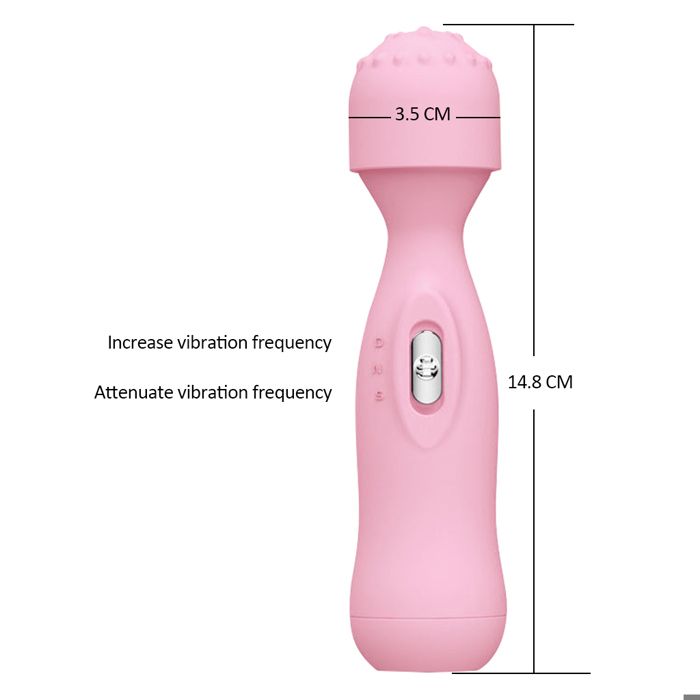 3.5 CM
Increase vibration frequency
D
N
Attenuate vibration frequency
S
14.8 CM